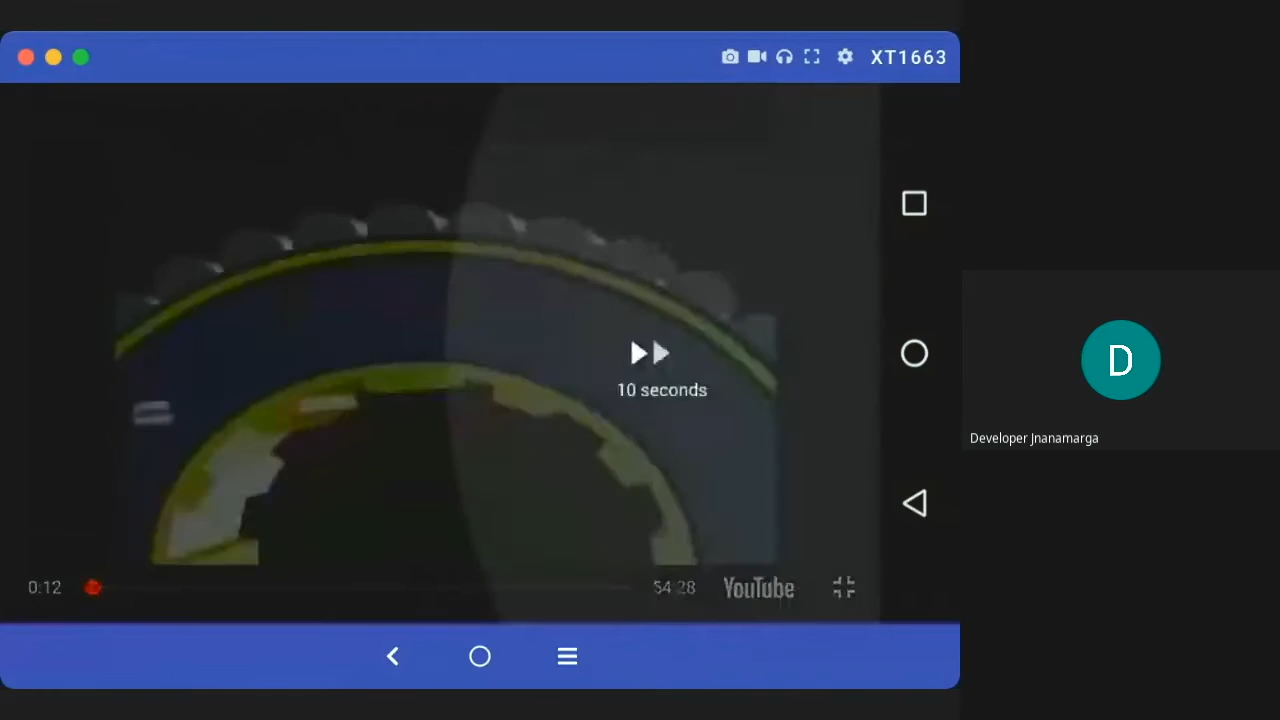 XT1663
10 seconds
0:12
54:28
YouTube
D
Developer Jnanamarga